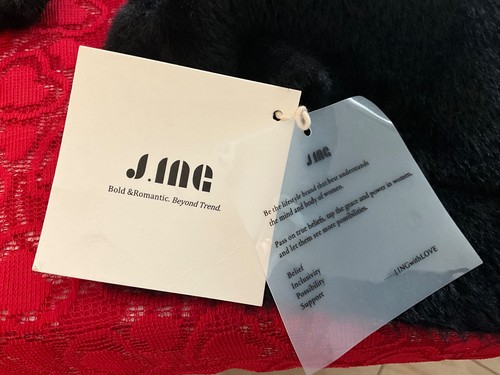 J.ING
Bold &Romantic. Beyond Trend.
J.ING
Be the lifestyle brand that best understands
the mind and body of women.
Pass on true beliefs, say the grace and power in women.
and let them see more possibilities.
Belief
Inclusivity
Possibility
Support
JINGwithLOVE